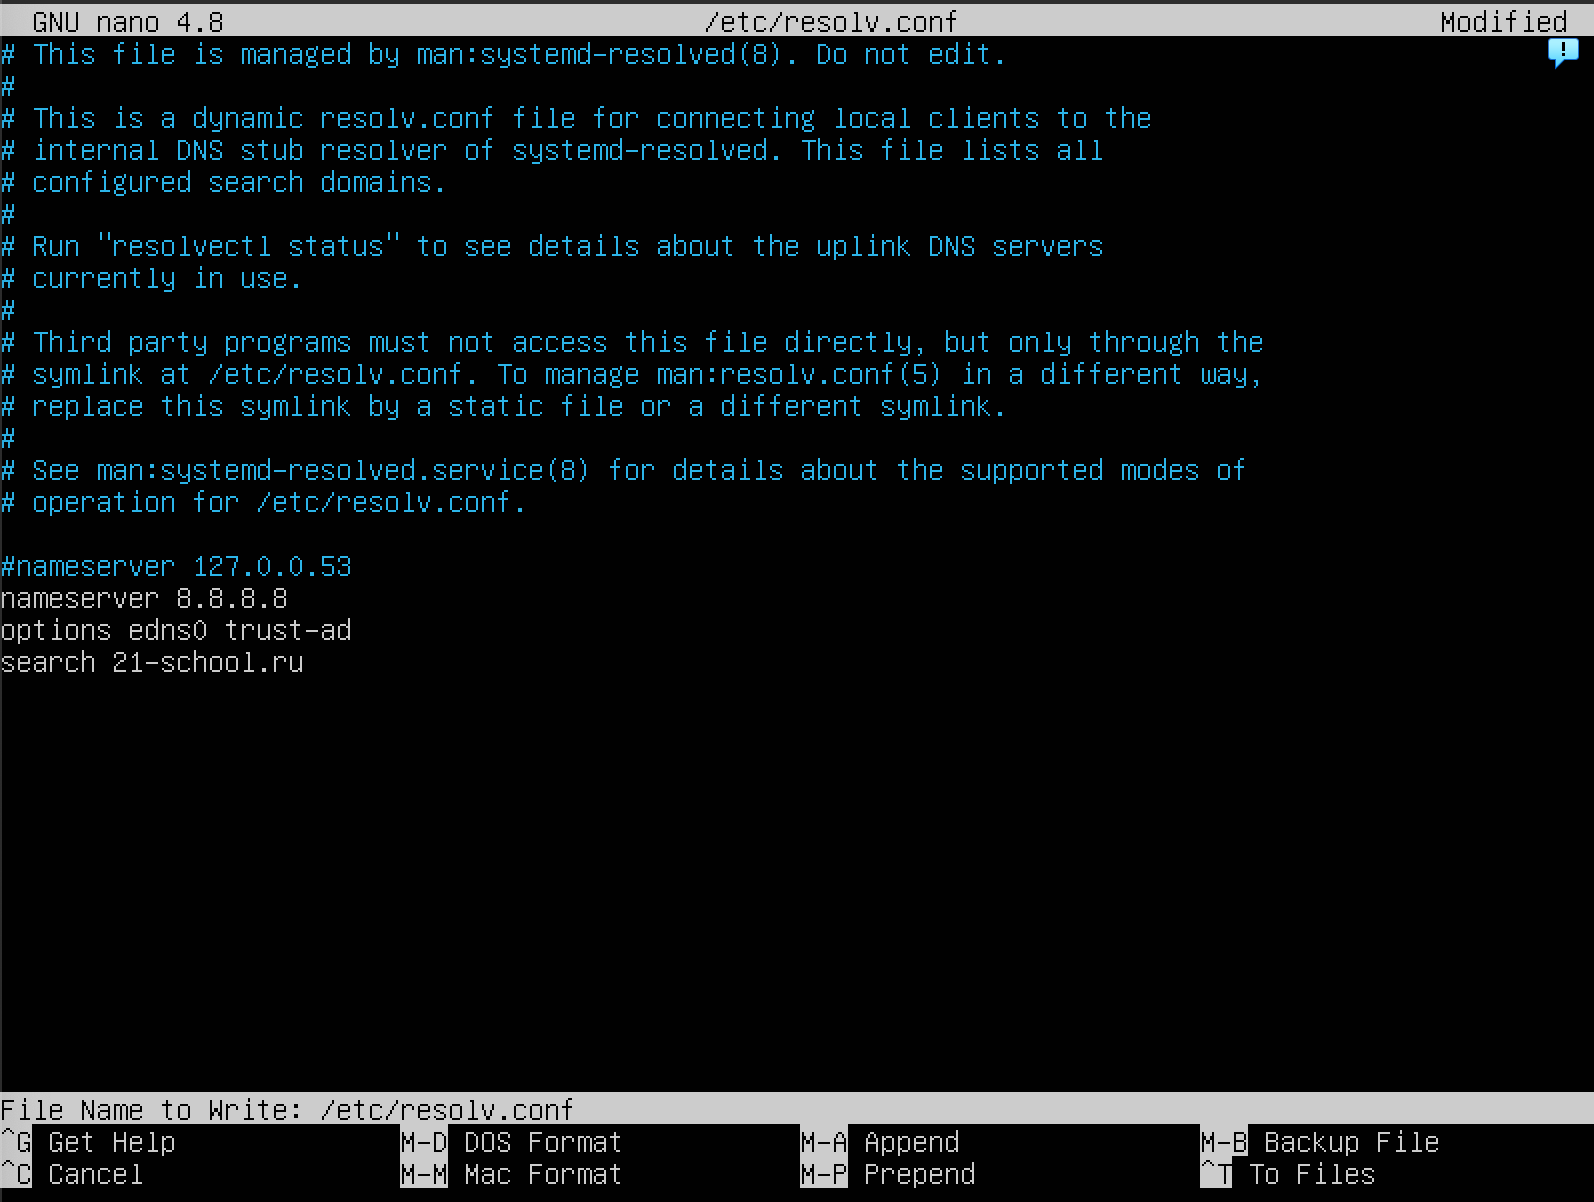 GNU nano 4.8 /etc/resolv.conf Modified
# This file is managed by man:systemd-resolved(8). Do not edit.
#
# This is a dynamic resolv.conf file for connecting local clients to the
# internal DNS stub resolver of systemd-resolved. This file lists all
# configured search domains.
#
# Run "resolvectl status" to see details about the uplink DNS servers
# currently in use.
#
# Third party programs must not access this file directly, but only through the
# symlink at /etc/resolv.conf. To manage man:resolv.conf(5) in a different way,
# replace this symlink by a static file or a different symlink.
#
# See man:systemd-resolved.service(8) for details about the supported modes of
# operation for /etc/resolv.conf.
#nameserver 127.0.0.53
nameserver 8.8.8.8
options edns0 trust-ad
search 21-school.ru
File Name to Write: /etc/resolv.conf
^G Get Help M-D DOS Format M-A Append M-B Backup File
^C Cancel M-M Mac Format M-P Prepend ^T To Files